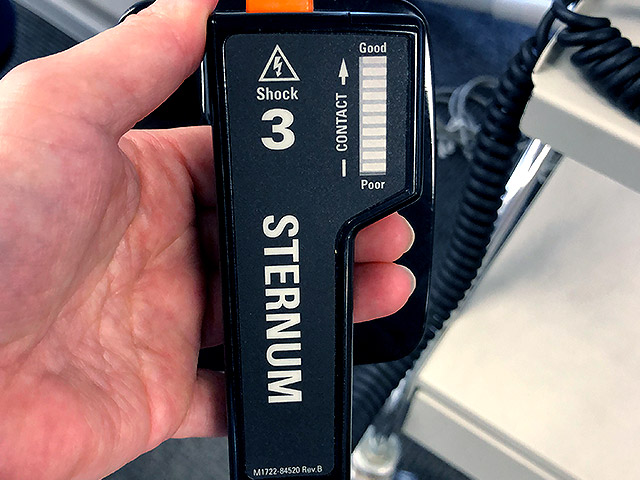 Good
Shock
3
CONTACT
Poor
STERNUM
M1722-84520 Rev.B